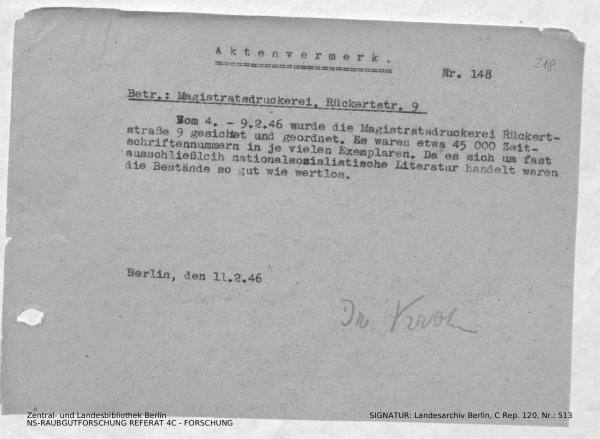 Aktenvermerk.
Nr. 148
218
Betr.: Magistratsdruckerei, Rückertstr. 9
Vom 4. - 9.2.46 wurde die Magistratsdruckerei Rückert-
straße 9 gesichtet und geordnet. Es waren etwa 45 000 Zeit-
schriftennummern in je vielen Exemplaren. Da es sich um fast
ausschließlcih nationalsozialistische Literatur handelt waren
die Bestände so gut wie wertlos.
Berlin, den 11.2.46
Dr.
Zentral- und Landesbibliothek Berlin
NS-RAUBGUTFORSCHUNG REFERAT 4C - FORSCHUNG
SIGNATUR: Landesarchiv Berlin, C Rep. 120, Nr.: 513